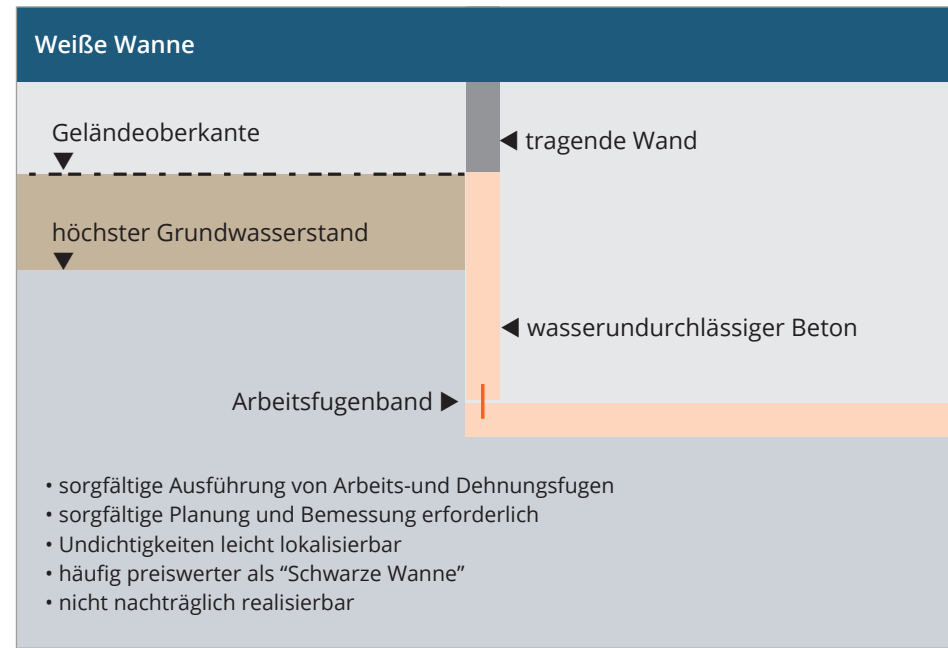 Weiße Wanne
Geländeoberkante
tragende Wand
höchster Grundwasserstand
wasserundurchlässiger Beton
Arbeitsfugenband
• sorgfältige Ausführung von Arbeits-und Dehnungsfugen
• sorgfältige Planung und Bemessung erforderlich
• Undichtigkeiten leicht lokalisierbar
• häufig preiswerter als “Schwarze Wanne”
• nicht nachträglich realisierbar